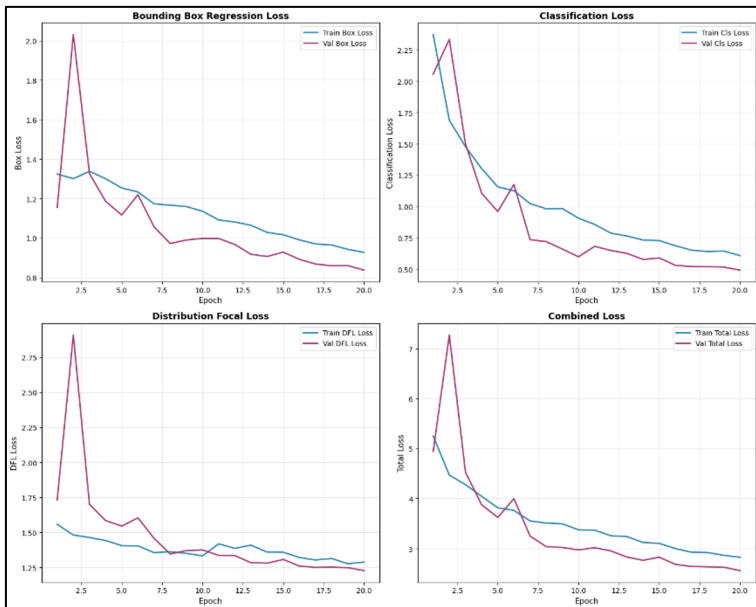 Bounding Box Regression Loss
Train Box Loss
Val Box Loss
2.0
1.8
1.6
1.4
1.2
1.0
0.8
Box Loss
2.5 5.0 7.5 10.0 12.5 15.0 17.5 20.0
Epoch
Classification Loss
Train Cls Loss
Val Cls Loss
2.25
2.00
1.75
1.50
1.25
1.00
0.75
0.50
Classification Loss
2.5 5.0 7.5 10.0 12.5 15.0 17.5 20.0
Epoch
Distribution Focal Loss
Train DFL Loss
Val DFL Loss
2.75
2.50
2.25
2.00
1.75
1.50
1.25
DFL Loss
2.5 5.0 7.5 10.0 12.5 15.0 17.5 20.0
Epoch
Combined Loss
Train Total Loss
Val Total Loss
7
6
5
4
3
Total Loss
2.5 5.0 7.5 10.0 12.5 15.0 17.5 20.0
Epoch